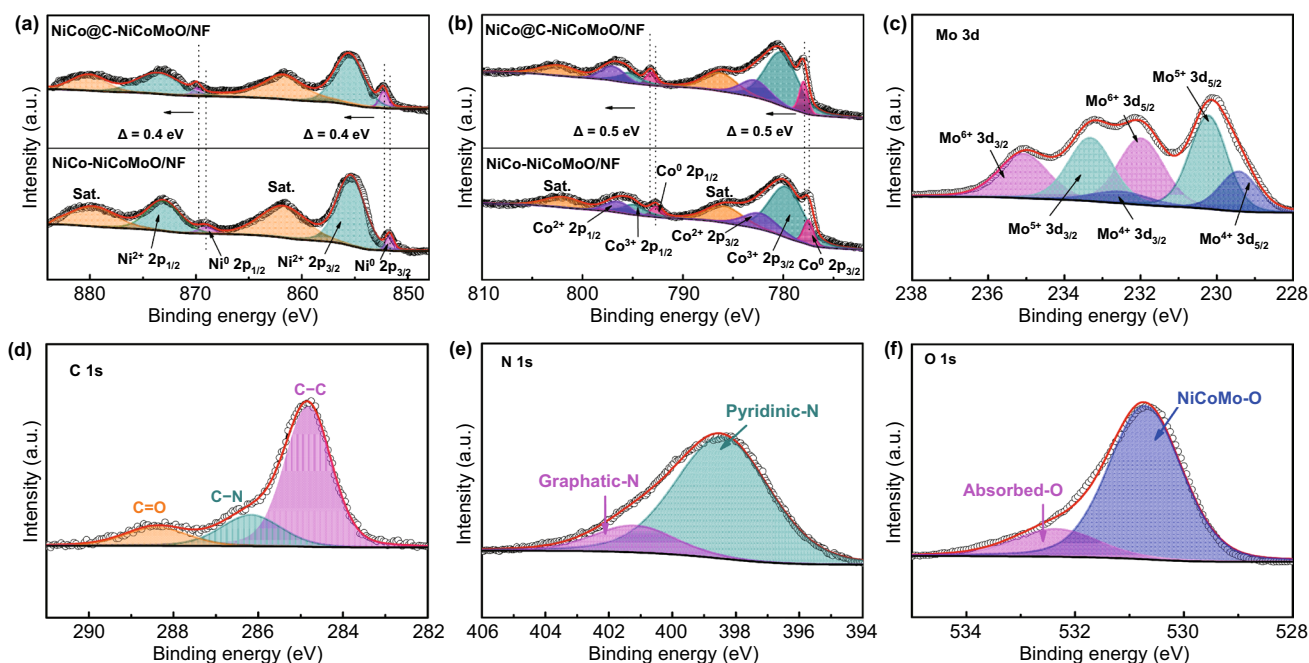 (a)
NiCo@C-NiCoMoO/NF
Δ = 0.4 eV
Δ = 0.4 eV
NiCo-NiCoMoO/NF
Sat.
Sat.
Ni²⁺ 2p₁/₂
Ni⁰ 2p₁/₂
Ni²⁺ 2p₃/₂
Ni⁰ 2p₃/₂
Intensity (a.u.)
880
870
860
850
Binding energy (eV)
(b)
NiCo@C-NiCoMoO/NF
Δ = 0.5 eV
Δ = 0.5 eV
NiCo-NiCoMoO/NF
Sat.
Co⁰ 2p₁/₂
Sat.
Co²⁺ 2p₁/₂
Co³⁺ 2p₁/₂
Co²⁺ 2p₃/₂
Co³⁺ 2p₃/₂
Co⁰ 2p₃/₂
Intensity (a.u.)
810
800
790
780
Binding energy (eV)
(c)
Mo 3d
Mo⁶⁺ 3d₃/₂
Mo⁶⁺ 3d₅/₂
Mo⁵⁺ 3d₅/₂
Mo⁵⁺ 3d₃/₂
Mo⁴⁺ 3d₃/₂
Mo⁴⁺ 3d₅/₂
Intensity (a.u.)
238
236
234
232
230
228
Binding energy (eV)
(d)
C 1s
C−C
C−N
C=O
Intensity (a.u.)
290
288
286
284
282
Binding energy (eV)
(e)
N 1s
Pyridinic-N
Graphatic-N
Intensity (a.u.)
406
404
402
400
398
396
394
Binding energy (eV)
(f)
O 1s
NiCoMo-O
Absorbed-O
Intensity (a.u.)
534
532
530
528
Binding energy (eV)